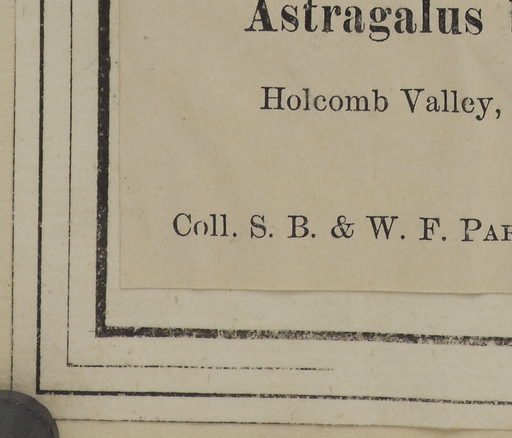 Astragalus
Holcomb Valley,
Coll. S. B. & W. F.